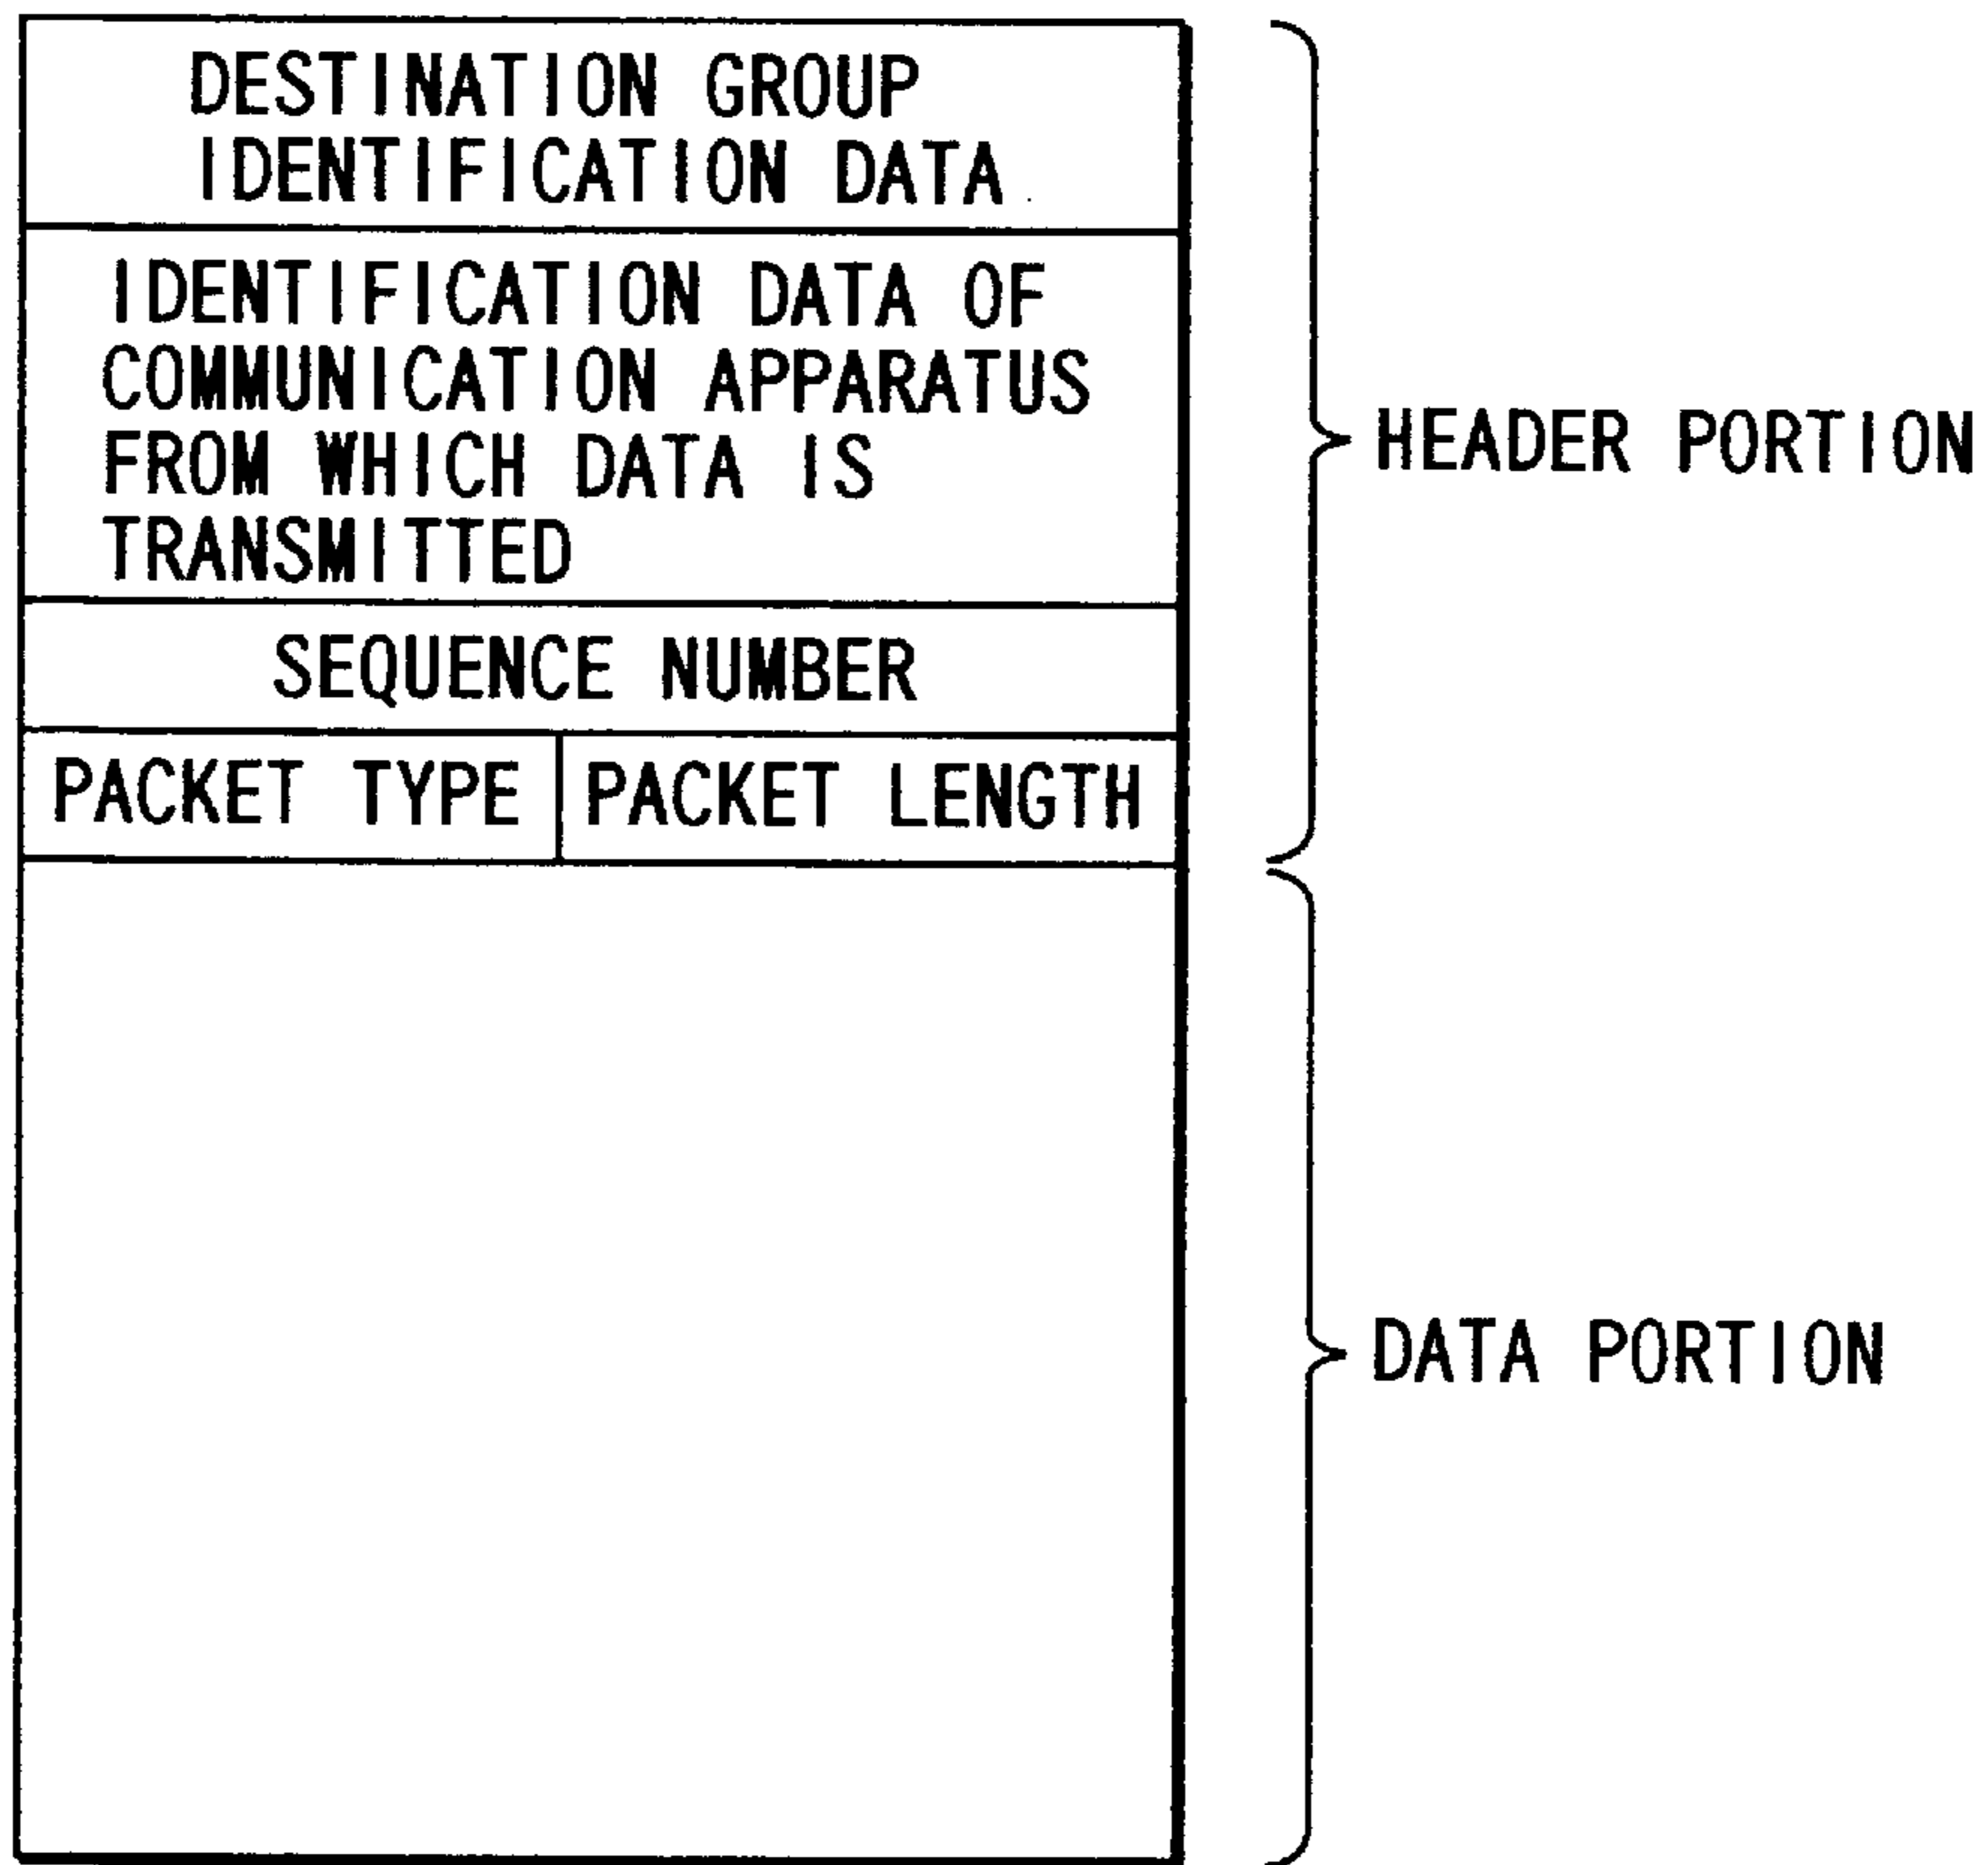 DESTINATION GROUP
IDENTIFICATION DATA
IDENTIFICATION DATA OF
COMMUNICATION APPARATUS
FROM WHICH DATA IS
TRANSMITTED
SEQUENCE NUMBER
PACKET TYPE
PACKET LENGTH
HEADER PORTION
DATA PORTION